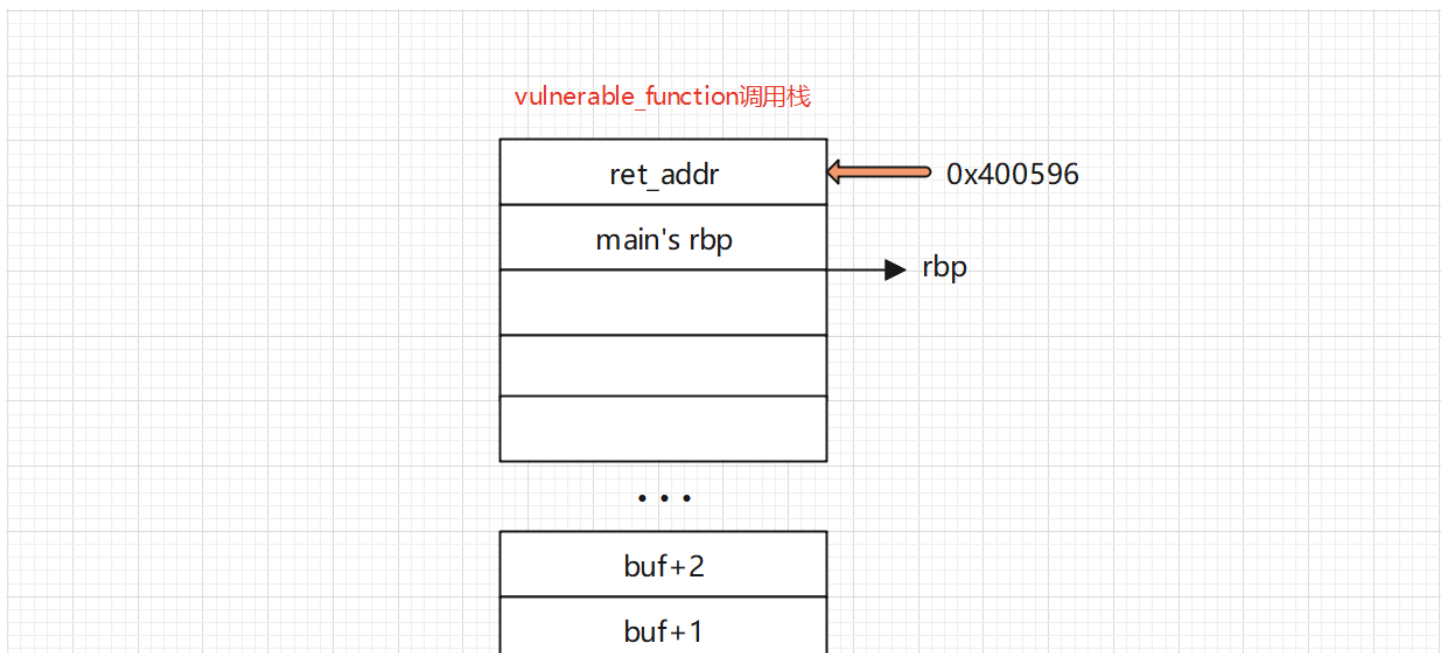 vulnerable_function调用栈
ret_addr
0x400596
main's rbp
rbp
• • •
buf+2
buf+1